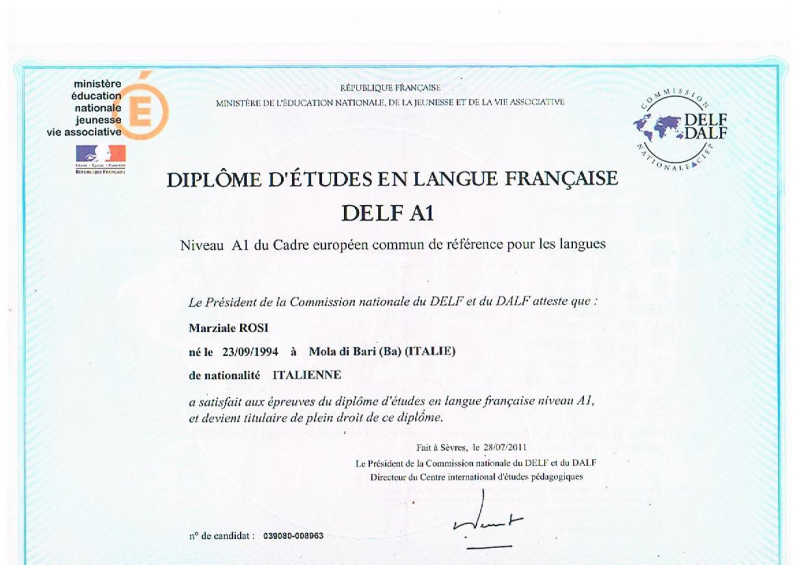 ministère
éducation
nationale
jeunesse
vie associative
É
Liberté • Égalité • Fraternité
RÉPUBLIQUE FRANÇAISE
RÉPUBLIQUE FRANÇAISE
MINISTÈRE DE L'ÉDUCATION NATIONALE, DE LA JEUNESSE ET DE LA VIE ASSOCIATIVE
COMMISSION
DELF
DALF
NATIONALE CIEP
DIPLÔME D'ÉTUDES EN LANGUE FRANÇAISE
DELF A1
Niveau A1 du Cadre européen commun de référence pour les langues
Le Président de la Commission nationale du DELF et du DALF atteste que :
Marziale ROSI
né le 23/09/1994 à Mola di Bari (Ba) (ITALIE)
de nationalité ITALIENNE
a satisfait aux épreuves du diplôme d'études en langue française niveau A1,
et devient titulaire de plein droit de ce diplôme.
Fait à Sèvres, le 28/07/2011
Le Président de la Commission nationale du DELF et du DALF
Directeur du Centre international d'études pédagogiques
n° de candidat : 039080-008963